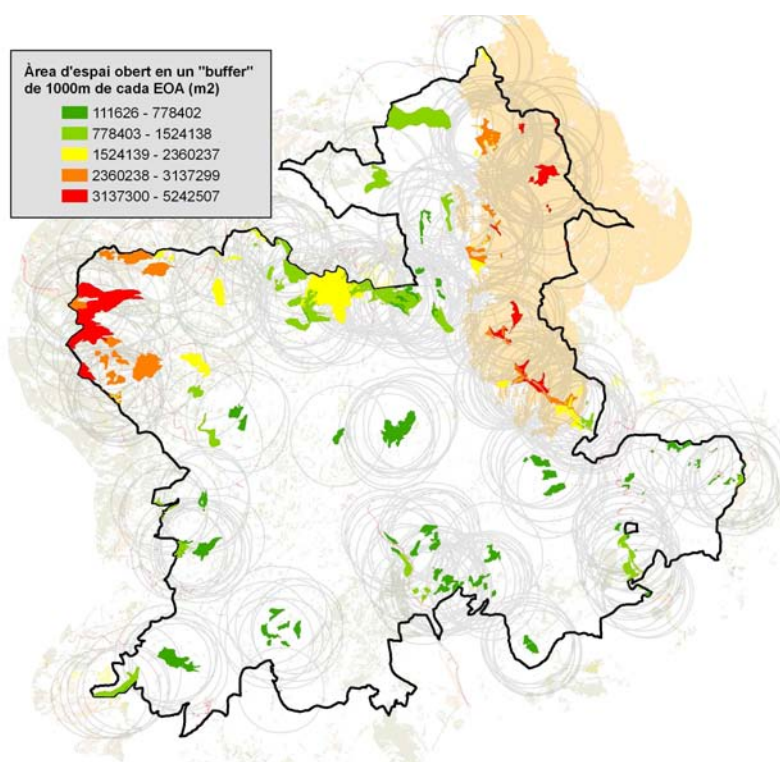 Àrea d'espai obert en un "buffer"
de 1000m de cada EOA (m2)
111626 - 778402
778403 - 1524138
1524139 - 2360237
2360238 - 3137299
3137300 - 5242507